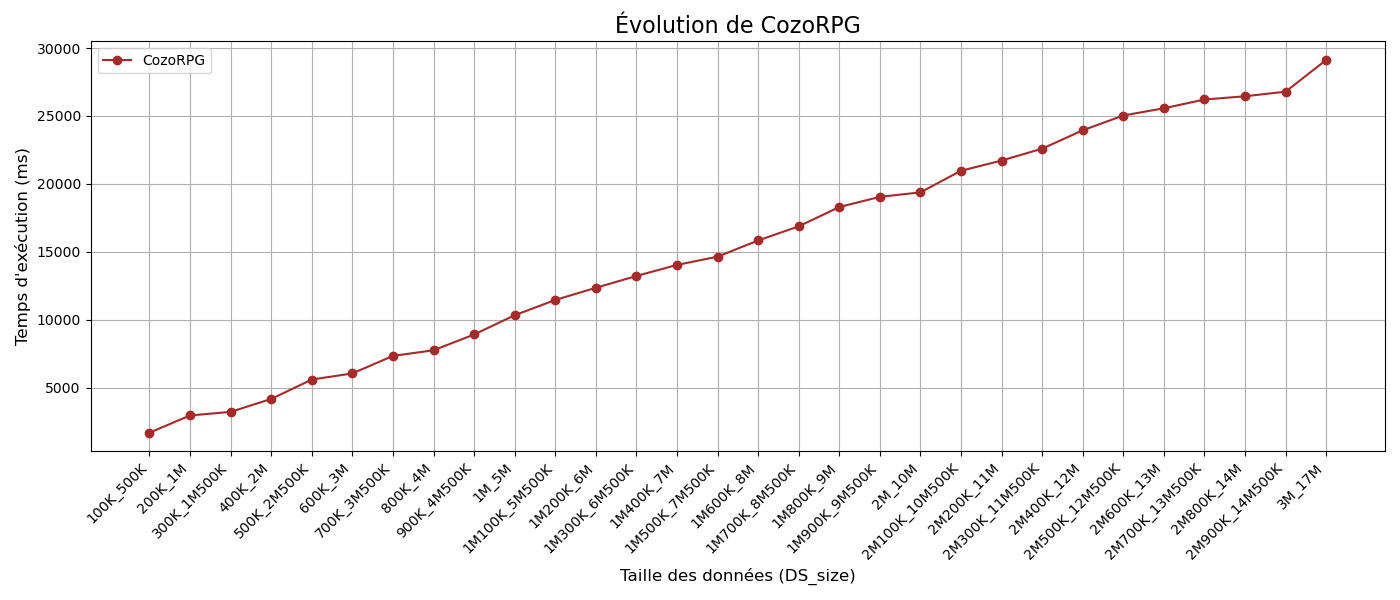 Évolution de CozoRPG
CozoRPG
Temps d'exécution (ms)
30000
25000
20000
15000
10000
5000
100K_500K
200K_1M
300K_1M500K
400K_2M
500K_2M500K
600K_3M
700K_3M500K
800K_4M
900K_4M500K
1M_5M
1M100K_5M500K
1M200K_6M
1M300K_6M500K
1M400K_7M
1M500K_7M500K
1M600K_8M
1M700K_8M500K
1M800K_9M
1M900K_9M500K
2M_10M
2M100K_10M500K
2M200K_11M
2M300K_11M500K
2M400K_12M
2M500K_12M500K
2M600K_13M
2M700K_13M500K
2M800K_14M
2M900K_14M500K
3M_17M
Taille des données (DS_size)